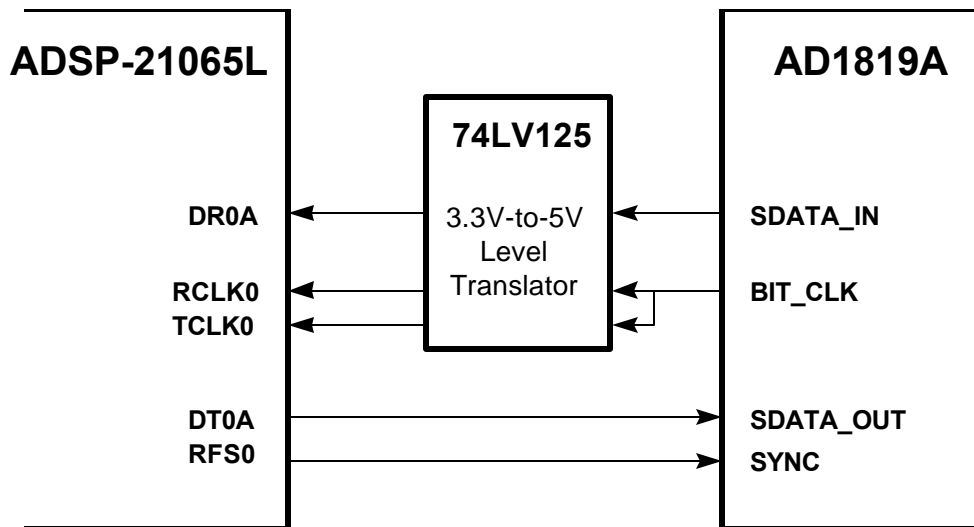 ADSP-21065L
AD1819A
74LV125
3.3V-to-5V
Level
Translator
DR0A
RCLK0
TCLK0
DT0A
RFS0
SDATA_IN
BIT_CLK
SDATA_OUT
SYNC